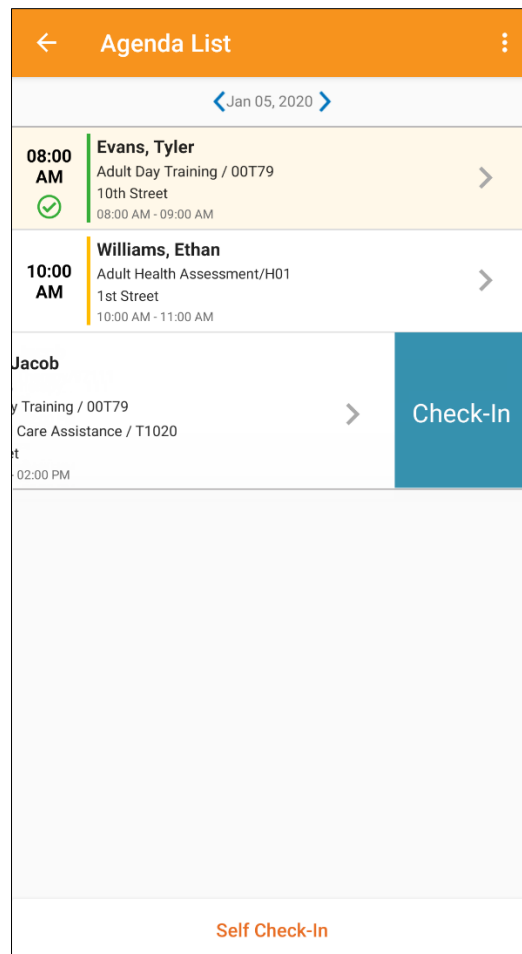 Agenda List
Jan 05, 2020
08:00
AM
Evans, Tyler
Adult Day Training / 00T79
10th Street
08:00 AM - 09:00 AM
10:00
AM
Williams, Ethan
Adult Health Assessment/H01
1st Street
10:00 AM - 11:00 AM
Jacob
y Training / 00T79
Care Assistance / T1020
et
- 02:00 PM
Check-In
Self Check-In